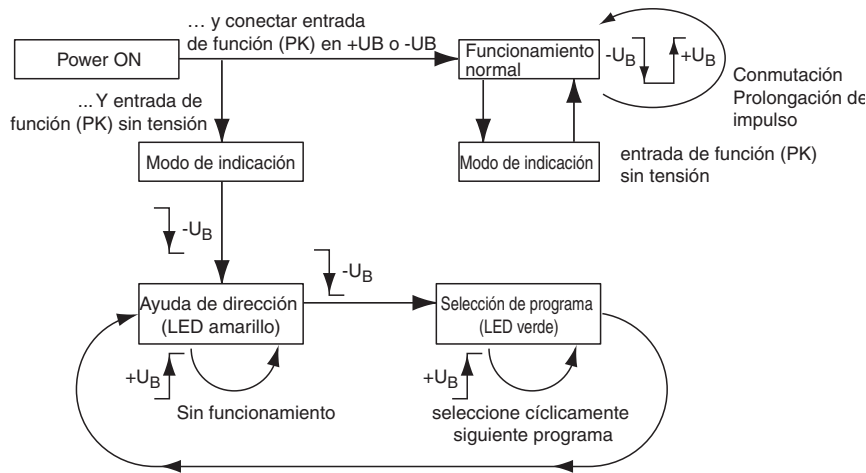 … y conectar entrada
de función (PK) en +UB o -UB
Power ON
Funcionamiento
normal
-UB
+UB
Conmutación
Prolongación de
impulso
... Y entrada de
función (PK) sin tensión
Modo de indicación
Modo de indicación
entrada de función (PK)
sin tensión
-UB
-UB
Ayuda de dirección
(LED amarillo)
Selección de programa
(LED verde)
+UB
Sin funcionamiento
+UB
seleccione cíclicamente
siguiente programa